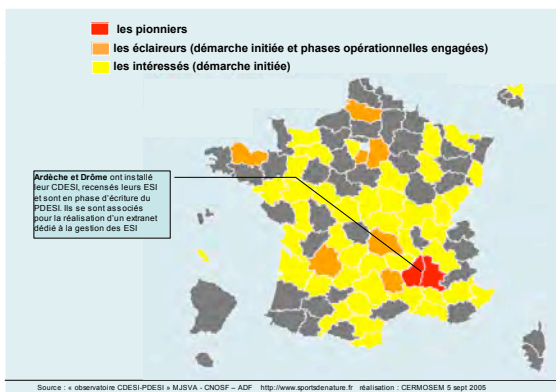 les pionniers
les éclaireurs (démarche initiée et phases opérationnelles engagées)
les intéressés (démarche initiée)
Ardèche et Drôme ont installé
leur CDESI, recensés leurs ESI
et sont en phase d'écriture du
PDESI. Ils se sont associés
pour la réalisation d'un extranet
dédié à la gestion des ESI
Source : « observatoire CDESI-PDESI » MJSVA - CNOSF – ADF http://www.sportsdenature.fr réalisation : CERMOSEM 5 sept 2005